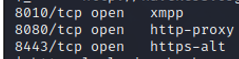 8010/tcp open   xmpp
8080/tcp open   http-proxy
8443/tcp open   https-alt